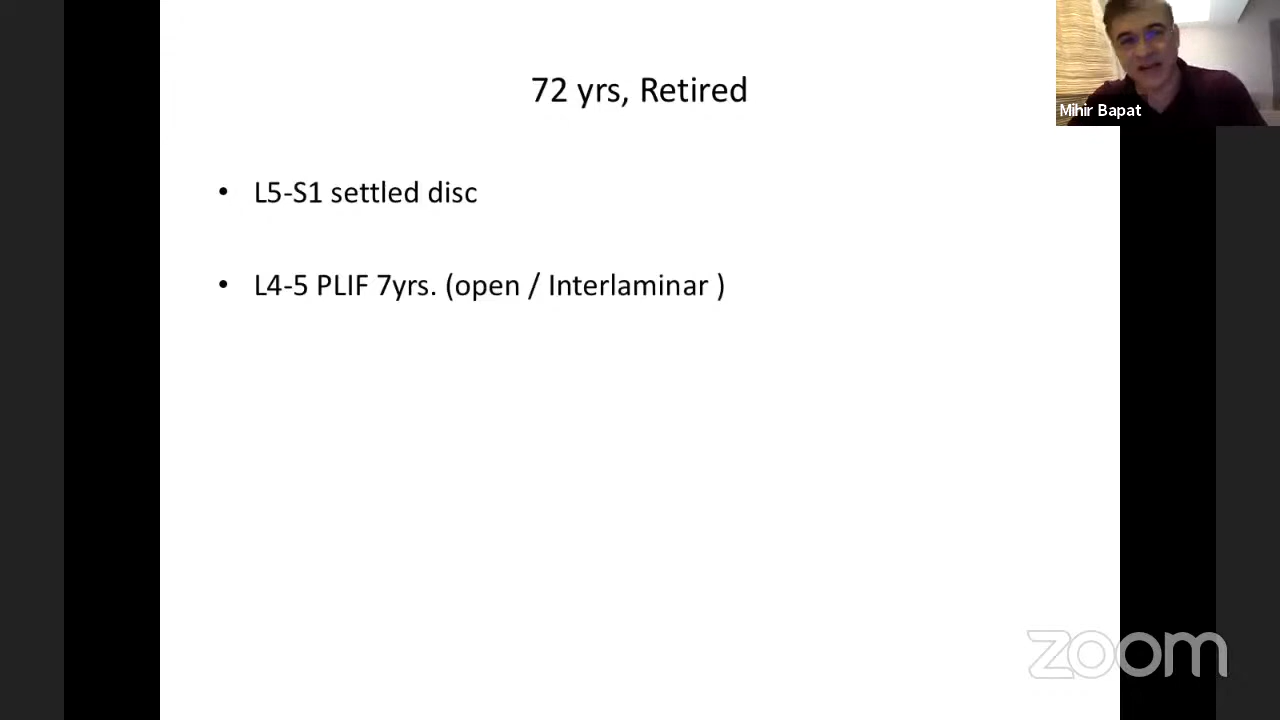 72 yrs, Retired
Mihir Bapat
• L5-S1 settled disc
• L4-5 PLIF 7yrs. (open / Interlaminar )
zoom